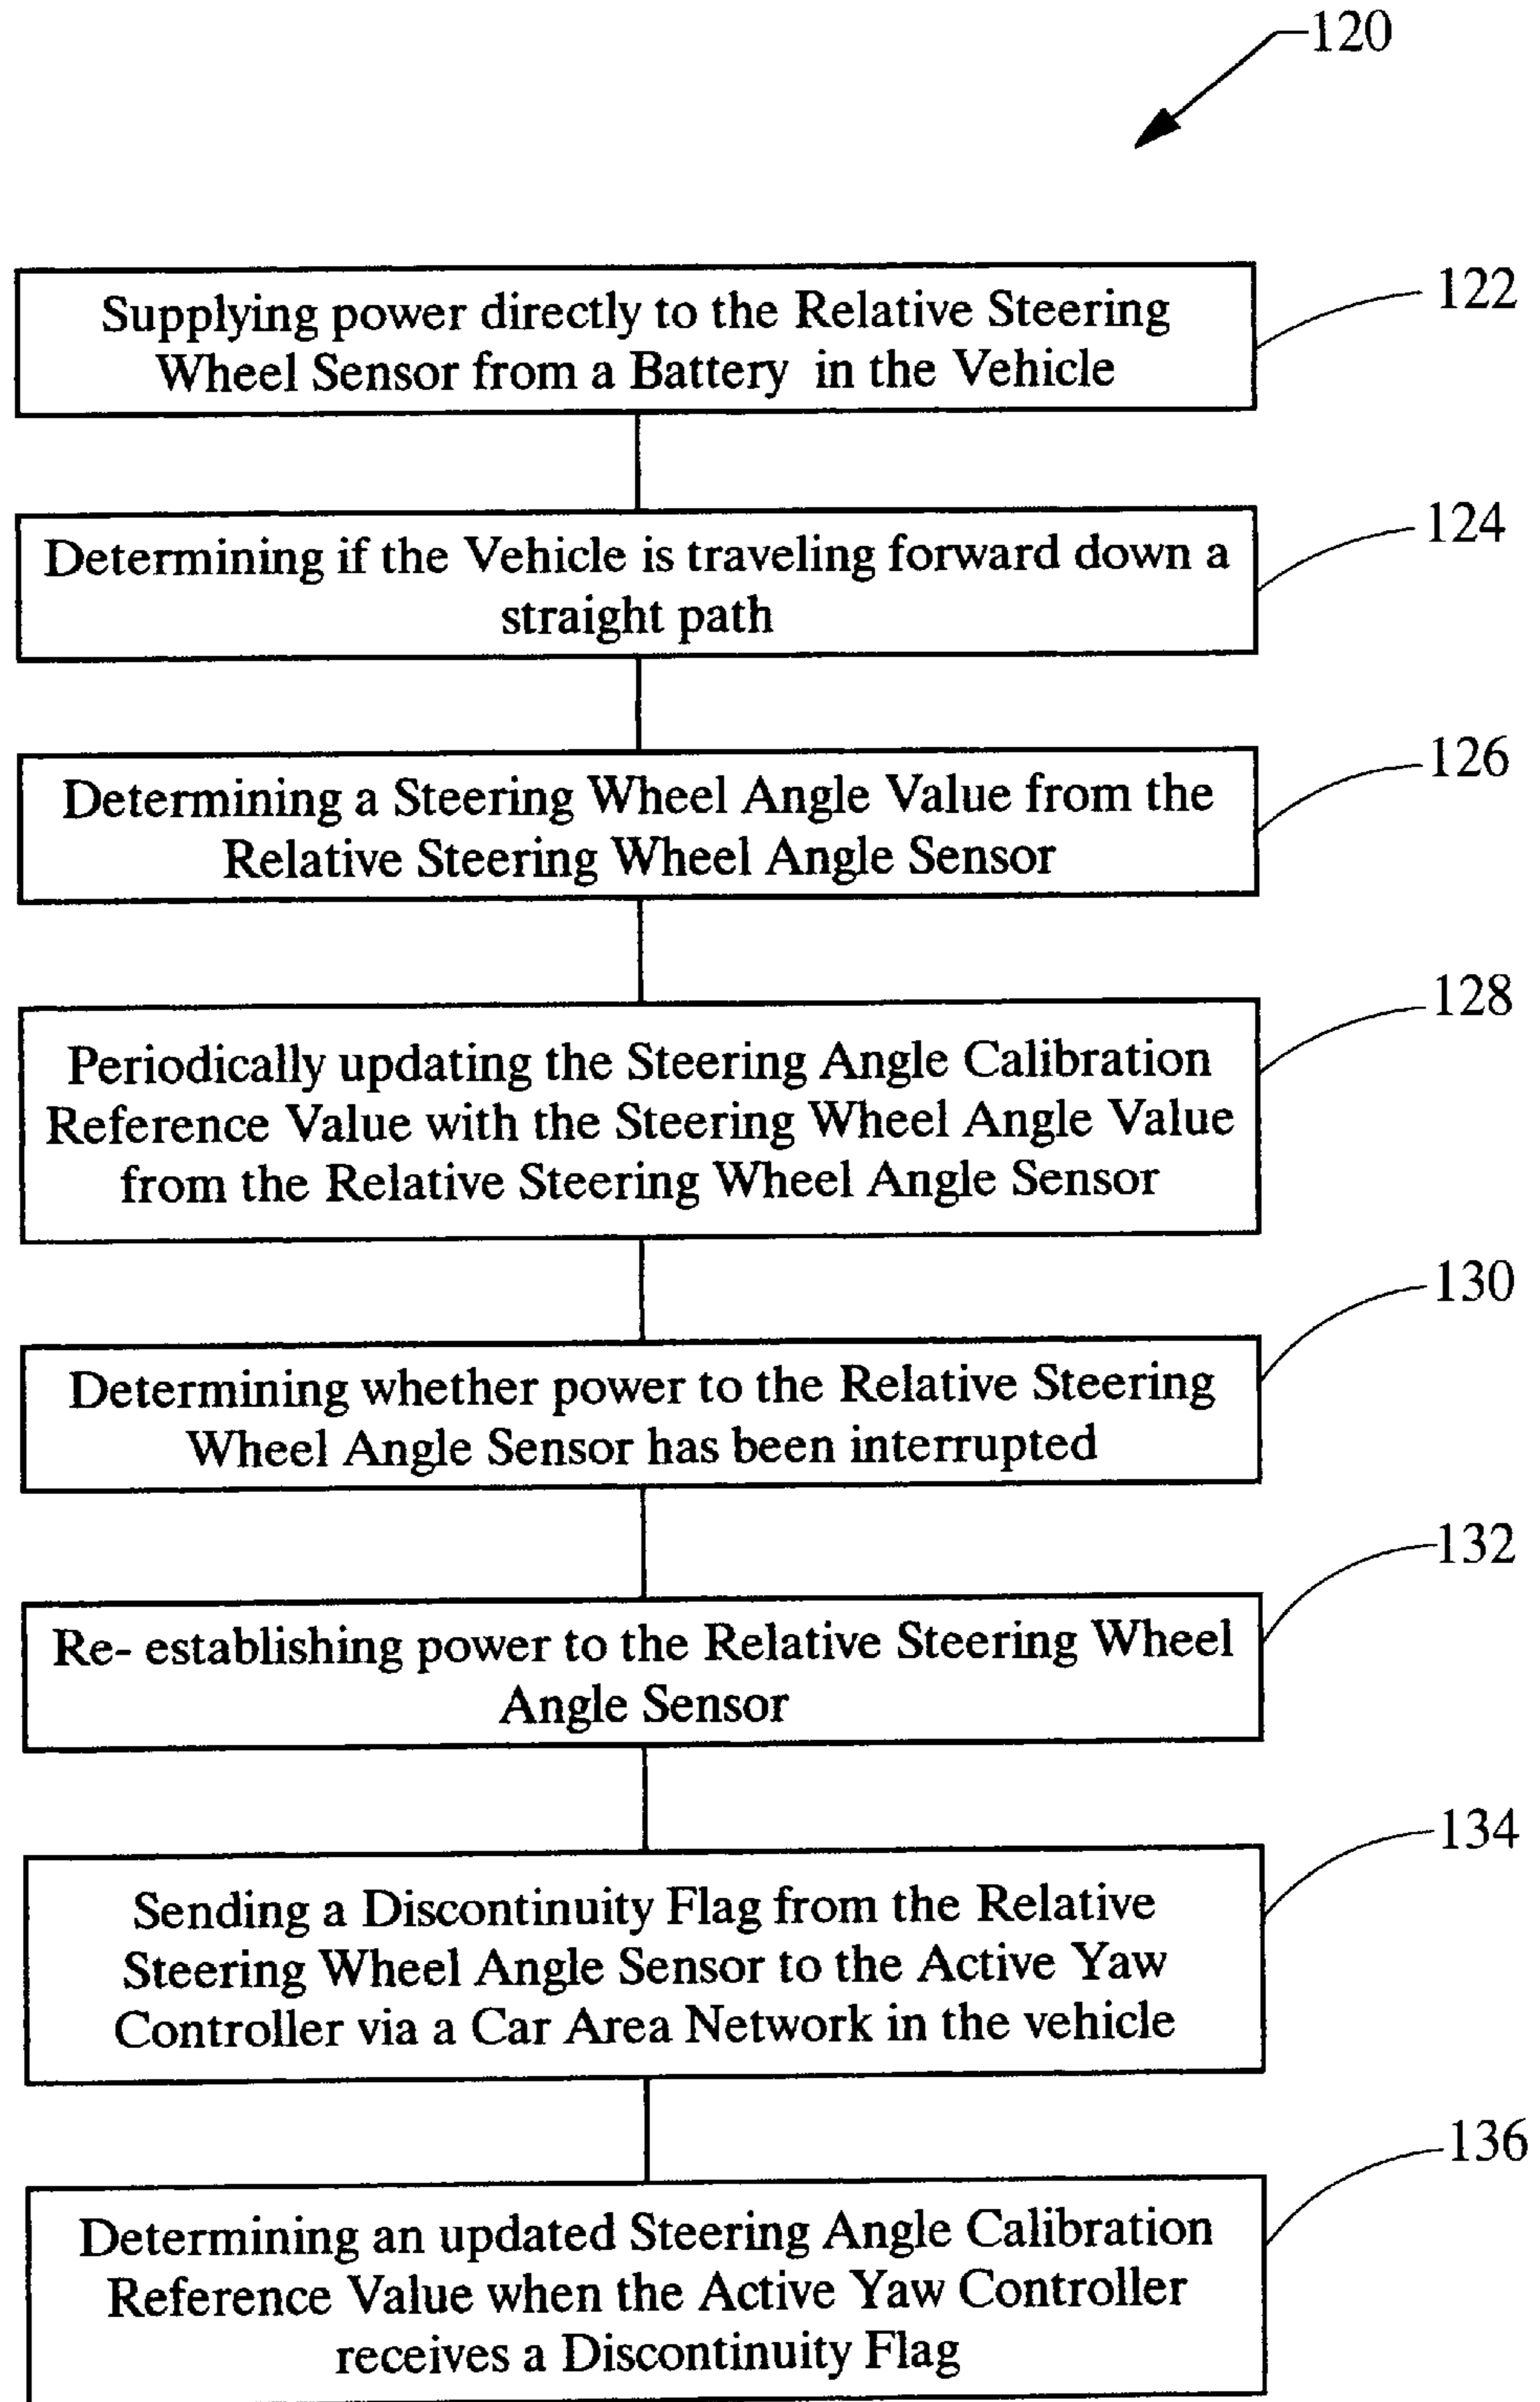 120
Supplying power directly to the Relative Steering
Wheel Sensor from a Battery in the Vehicle
122
Determining if the Vehicle is traveling forward down a
straight path
124
Determining a Steering Wheel Angle Value from the
Relative Steering Wheel Angle Sensor
126
Periodically updating the Steering Angle Calibration
Reference Value with the Steering Wheel Angle Value
from the Relative Steering Wheel Angle Sensor
128
Determining whether power to the Relative Steering
Wheel Angle Sensor has been interrupted
130
Re- establishing power to the Relative Steering Wheel
Angle Sensor
132
Sending a Discontinuity Flag from the Relative
Steering Wheel Angle Sensor to the Active Yaw
Controller via a Car Area Network in the vehicle
134
Determining an updated Steering Angle Calibration
Reference Value when the Active Yaw Controller
receives a Discontinuity Flag
136